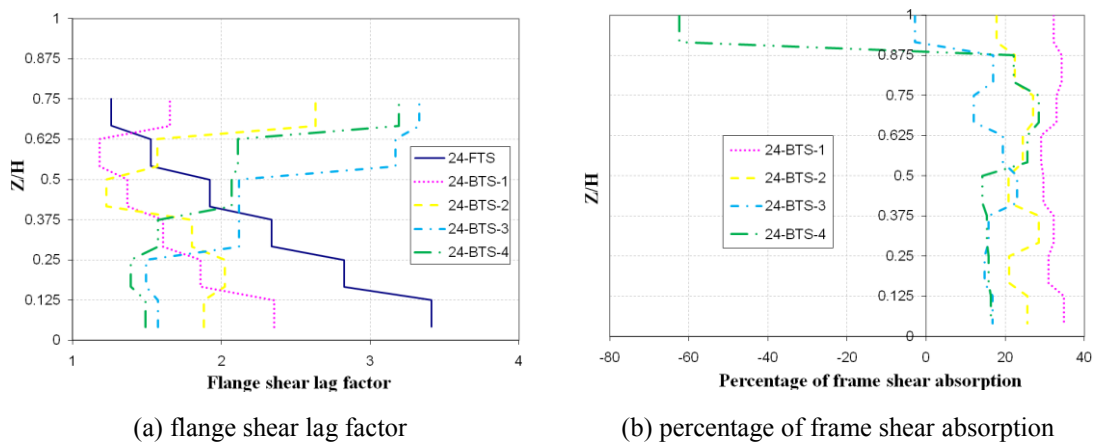 1
0.875
0.75
0.625
0.5
0.375
0.25
0.125
0
Z/H
1 2 3 4
Flange shear lag factor
24-FTS
24-BTS-1
24-BTS-2
24-BTS-3
24-BTS-4
(a) flange shear lag factor
1
0.875
0.75
0.625
0.5
0.375
0.25
0.125
0
Z/H
-80 -60 -40 -20 0 20 40
Percentage of frame shear absorption
24-BTS-1
24-BTS-2
24-BTS-3
24-BTS-4
(b) percentage of frame shear absorption